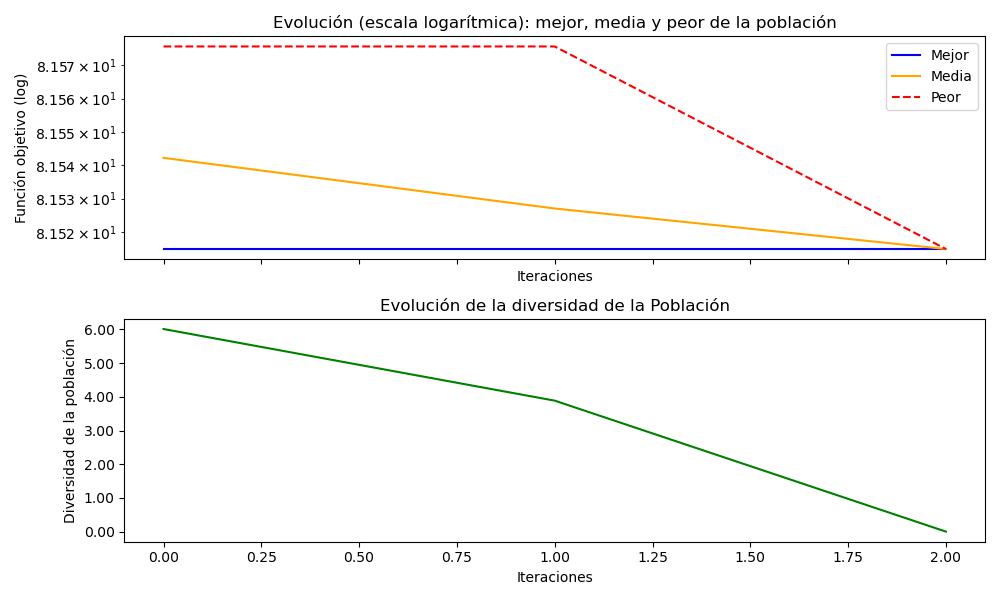 Evolución (escala logarítmica): mejor, media y peor de la población
Función objetivo (log)
8.157 × 10¹
8.156 × 10¹
8.155 × 10¹
8.154 × 10¹
8.153 × 10¹
8.152 × 10¹
Mejor
Media
Peor
Iteraciones
Evolución de la diversidad de la Población
Diversidad de la población
6.00
5.00
4.00
3.00
2.00
1.00
0.00
0.00 0.25 0.50 0.75 1.00 1.25 1.50 1.75 2.00
Iteraciones